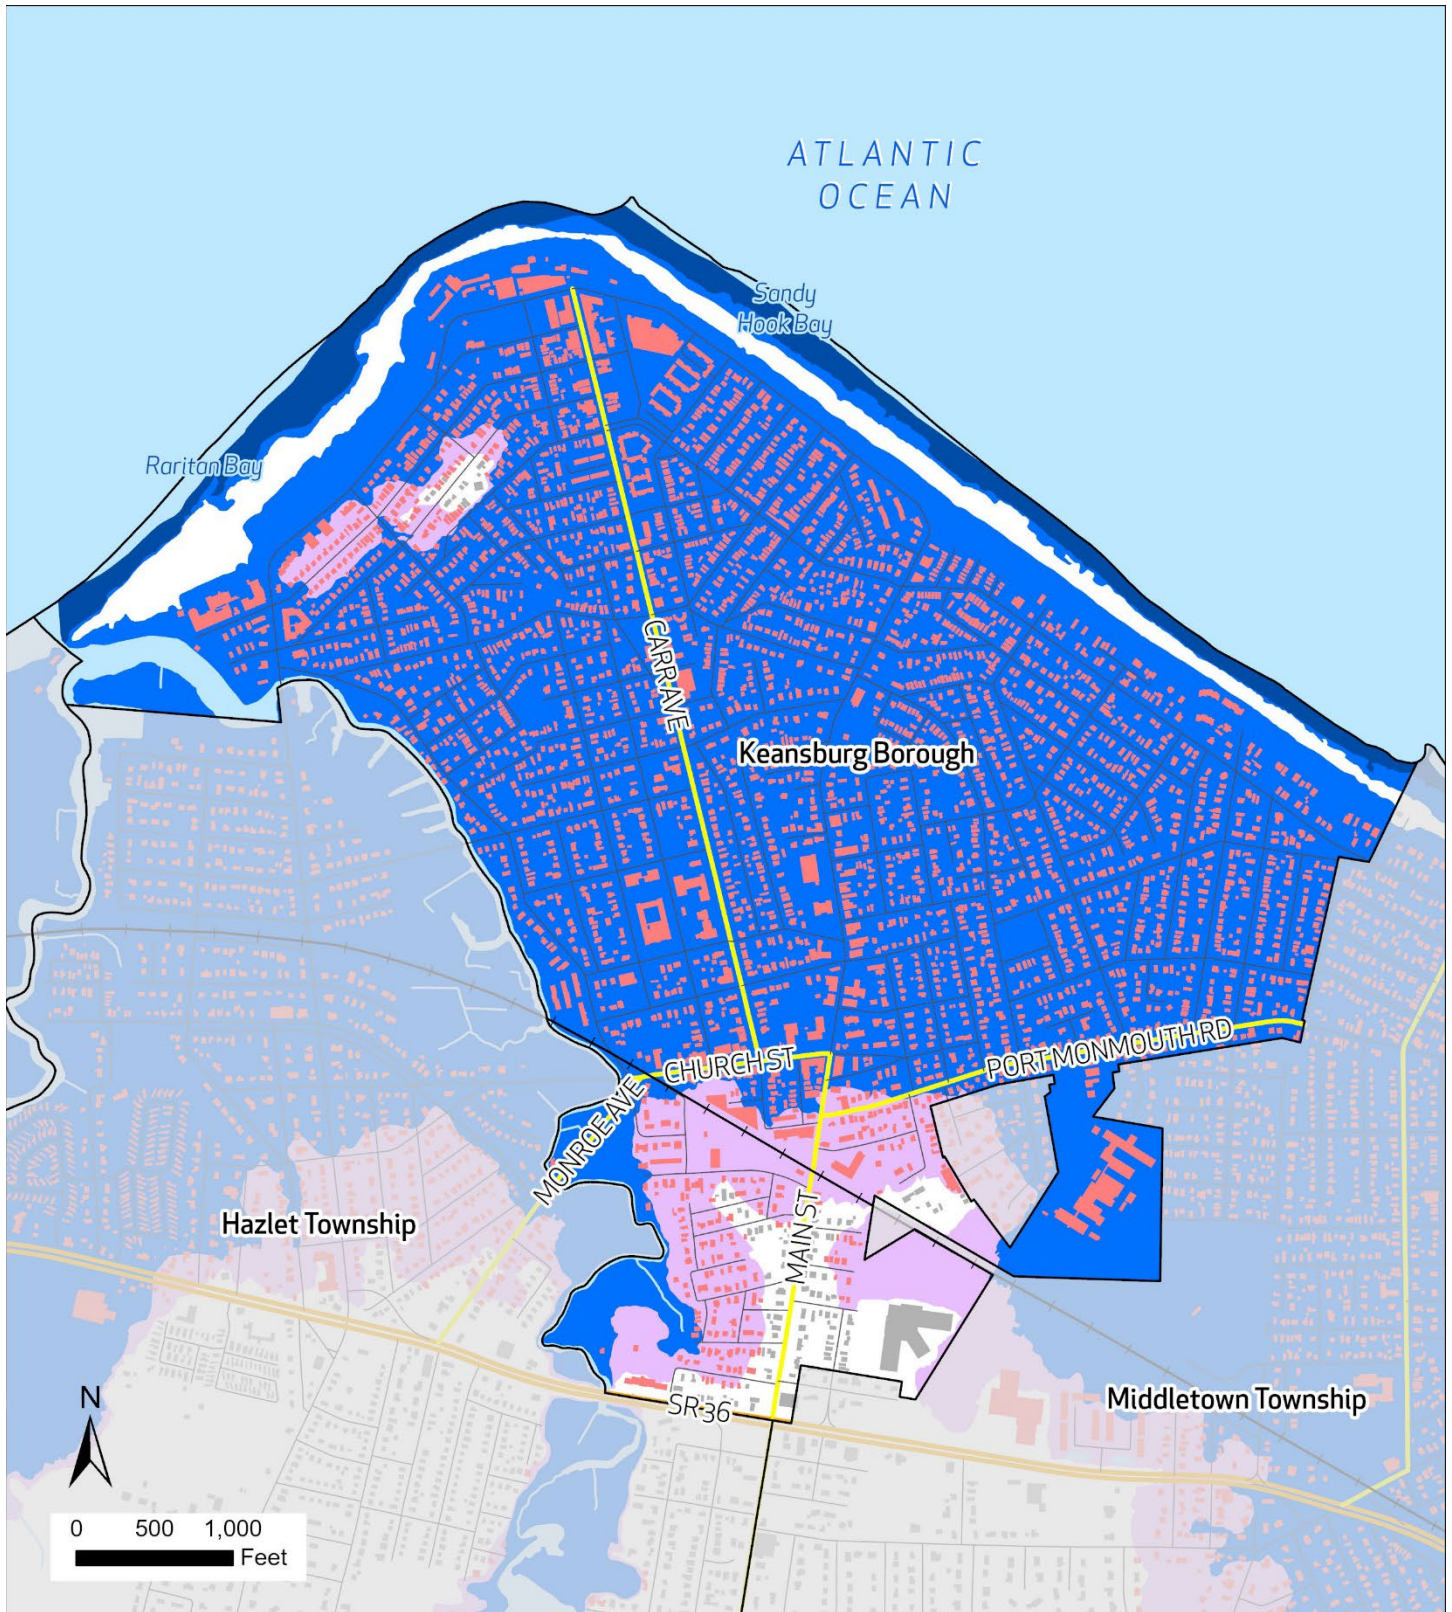 ATLANTIC
OCEAN
Sandy
Hook Bay
Raritan Bay
CARR AVE
Keansburg Borough
PORT MONMOUTH RD
CHURCH ST
MONROE AVE
MAIN ST
Hazlet Township
Middletown Township
SR 36
N
0 500 1,000
Feet